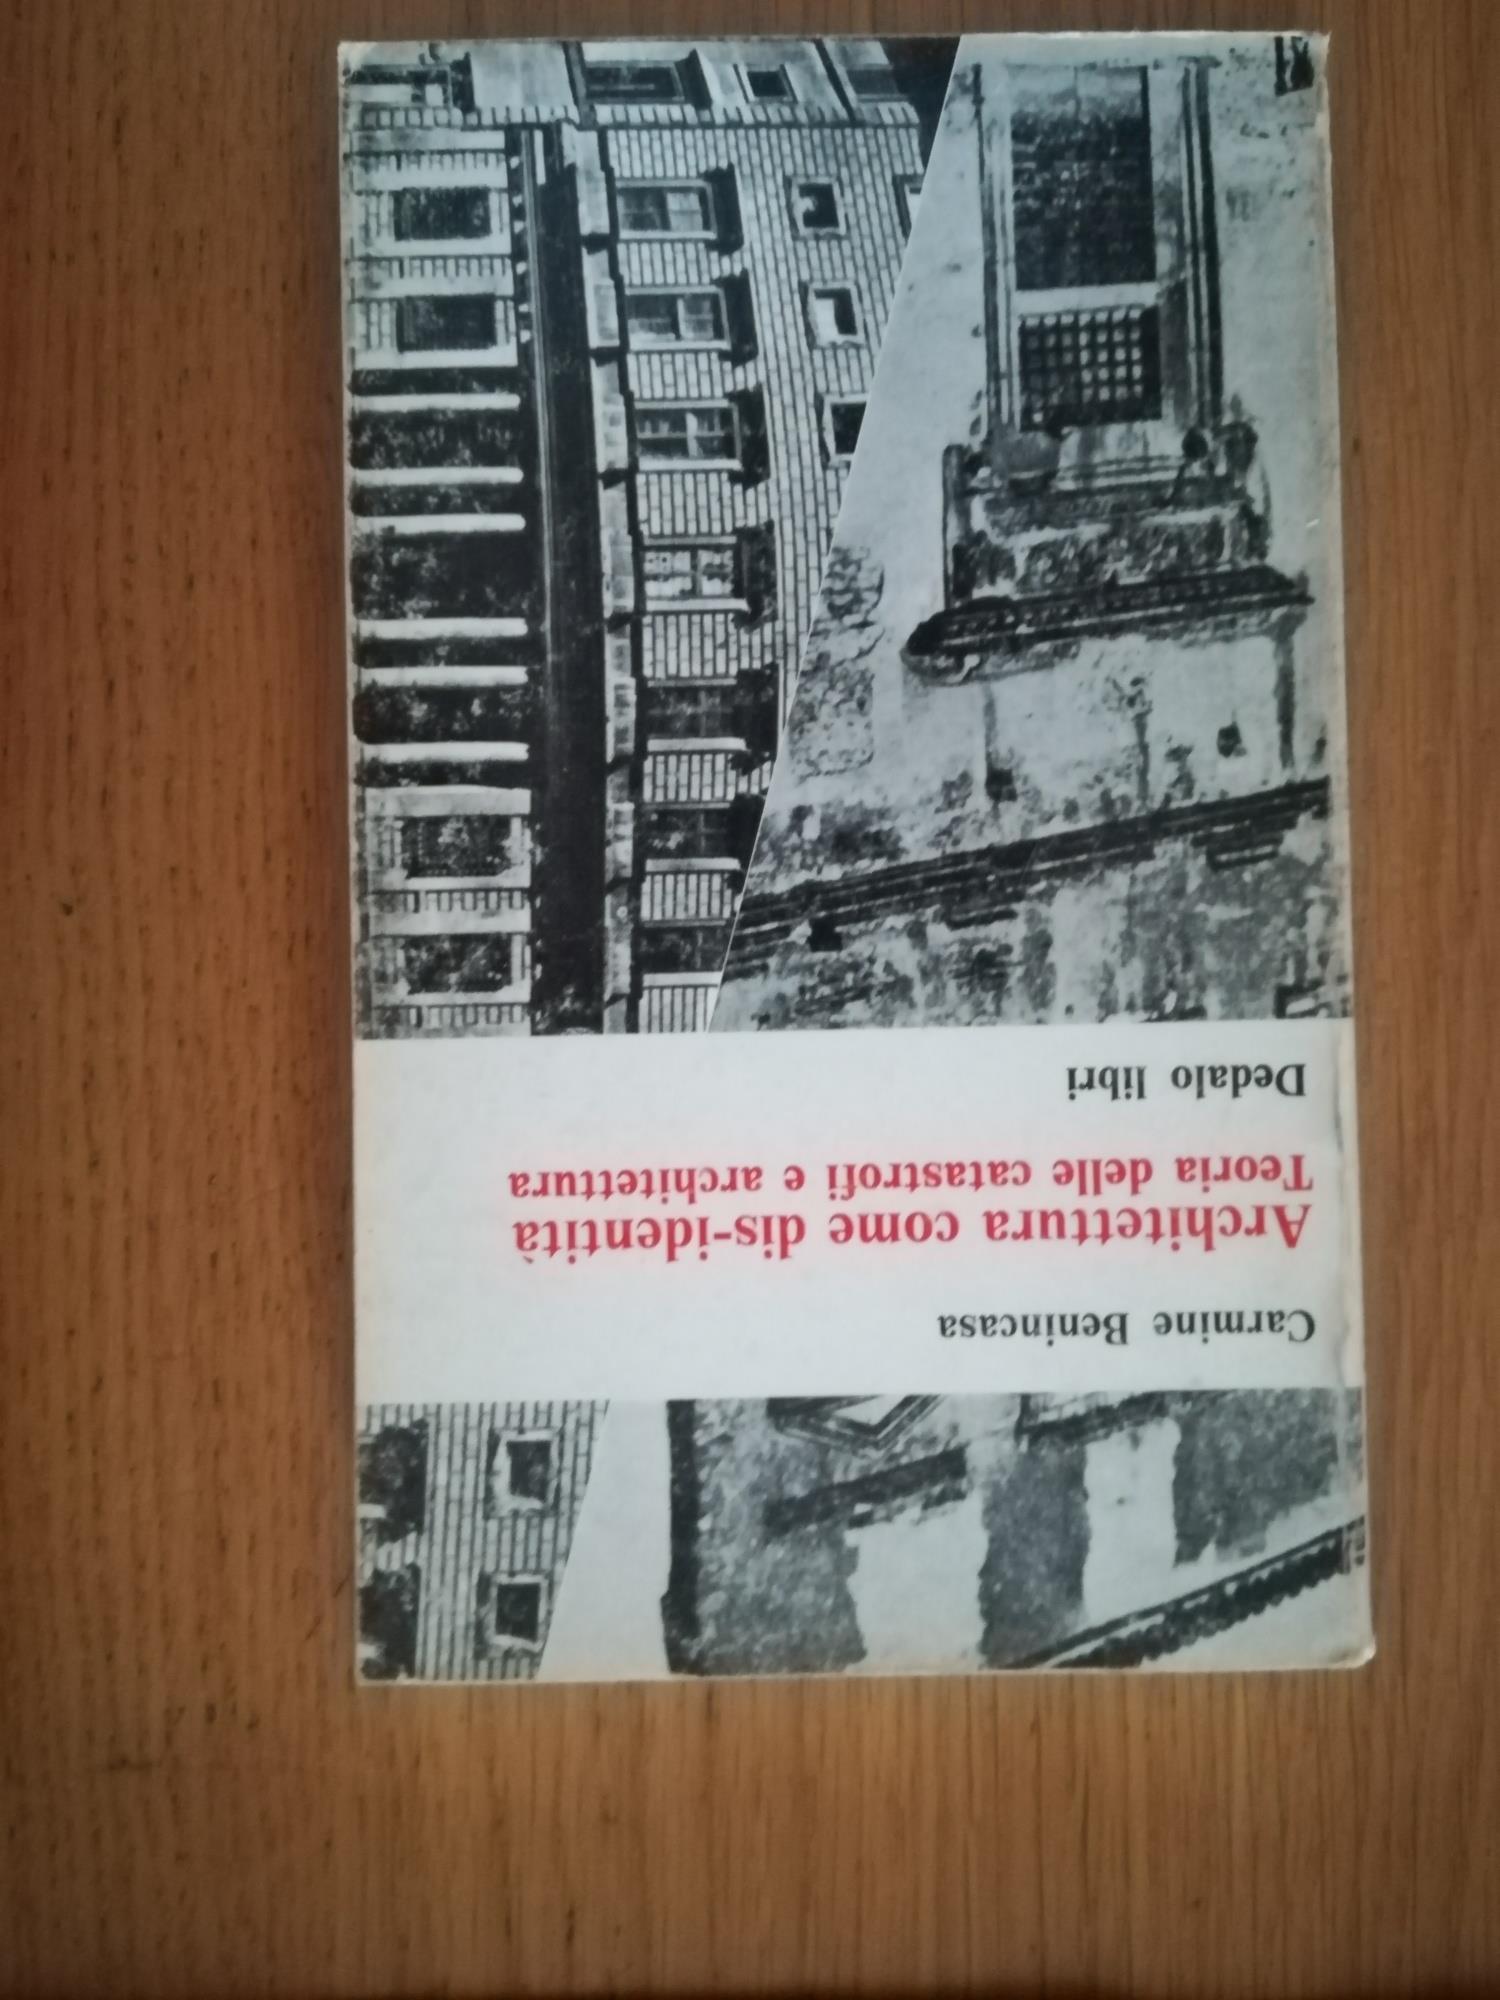 Carmine Benincasa
Architettura come dis-identità
Teoria delle catastrofi e architettura
Dedalo libri